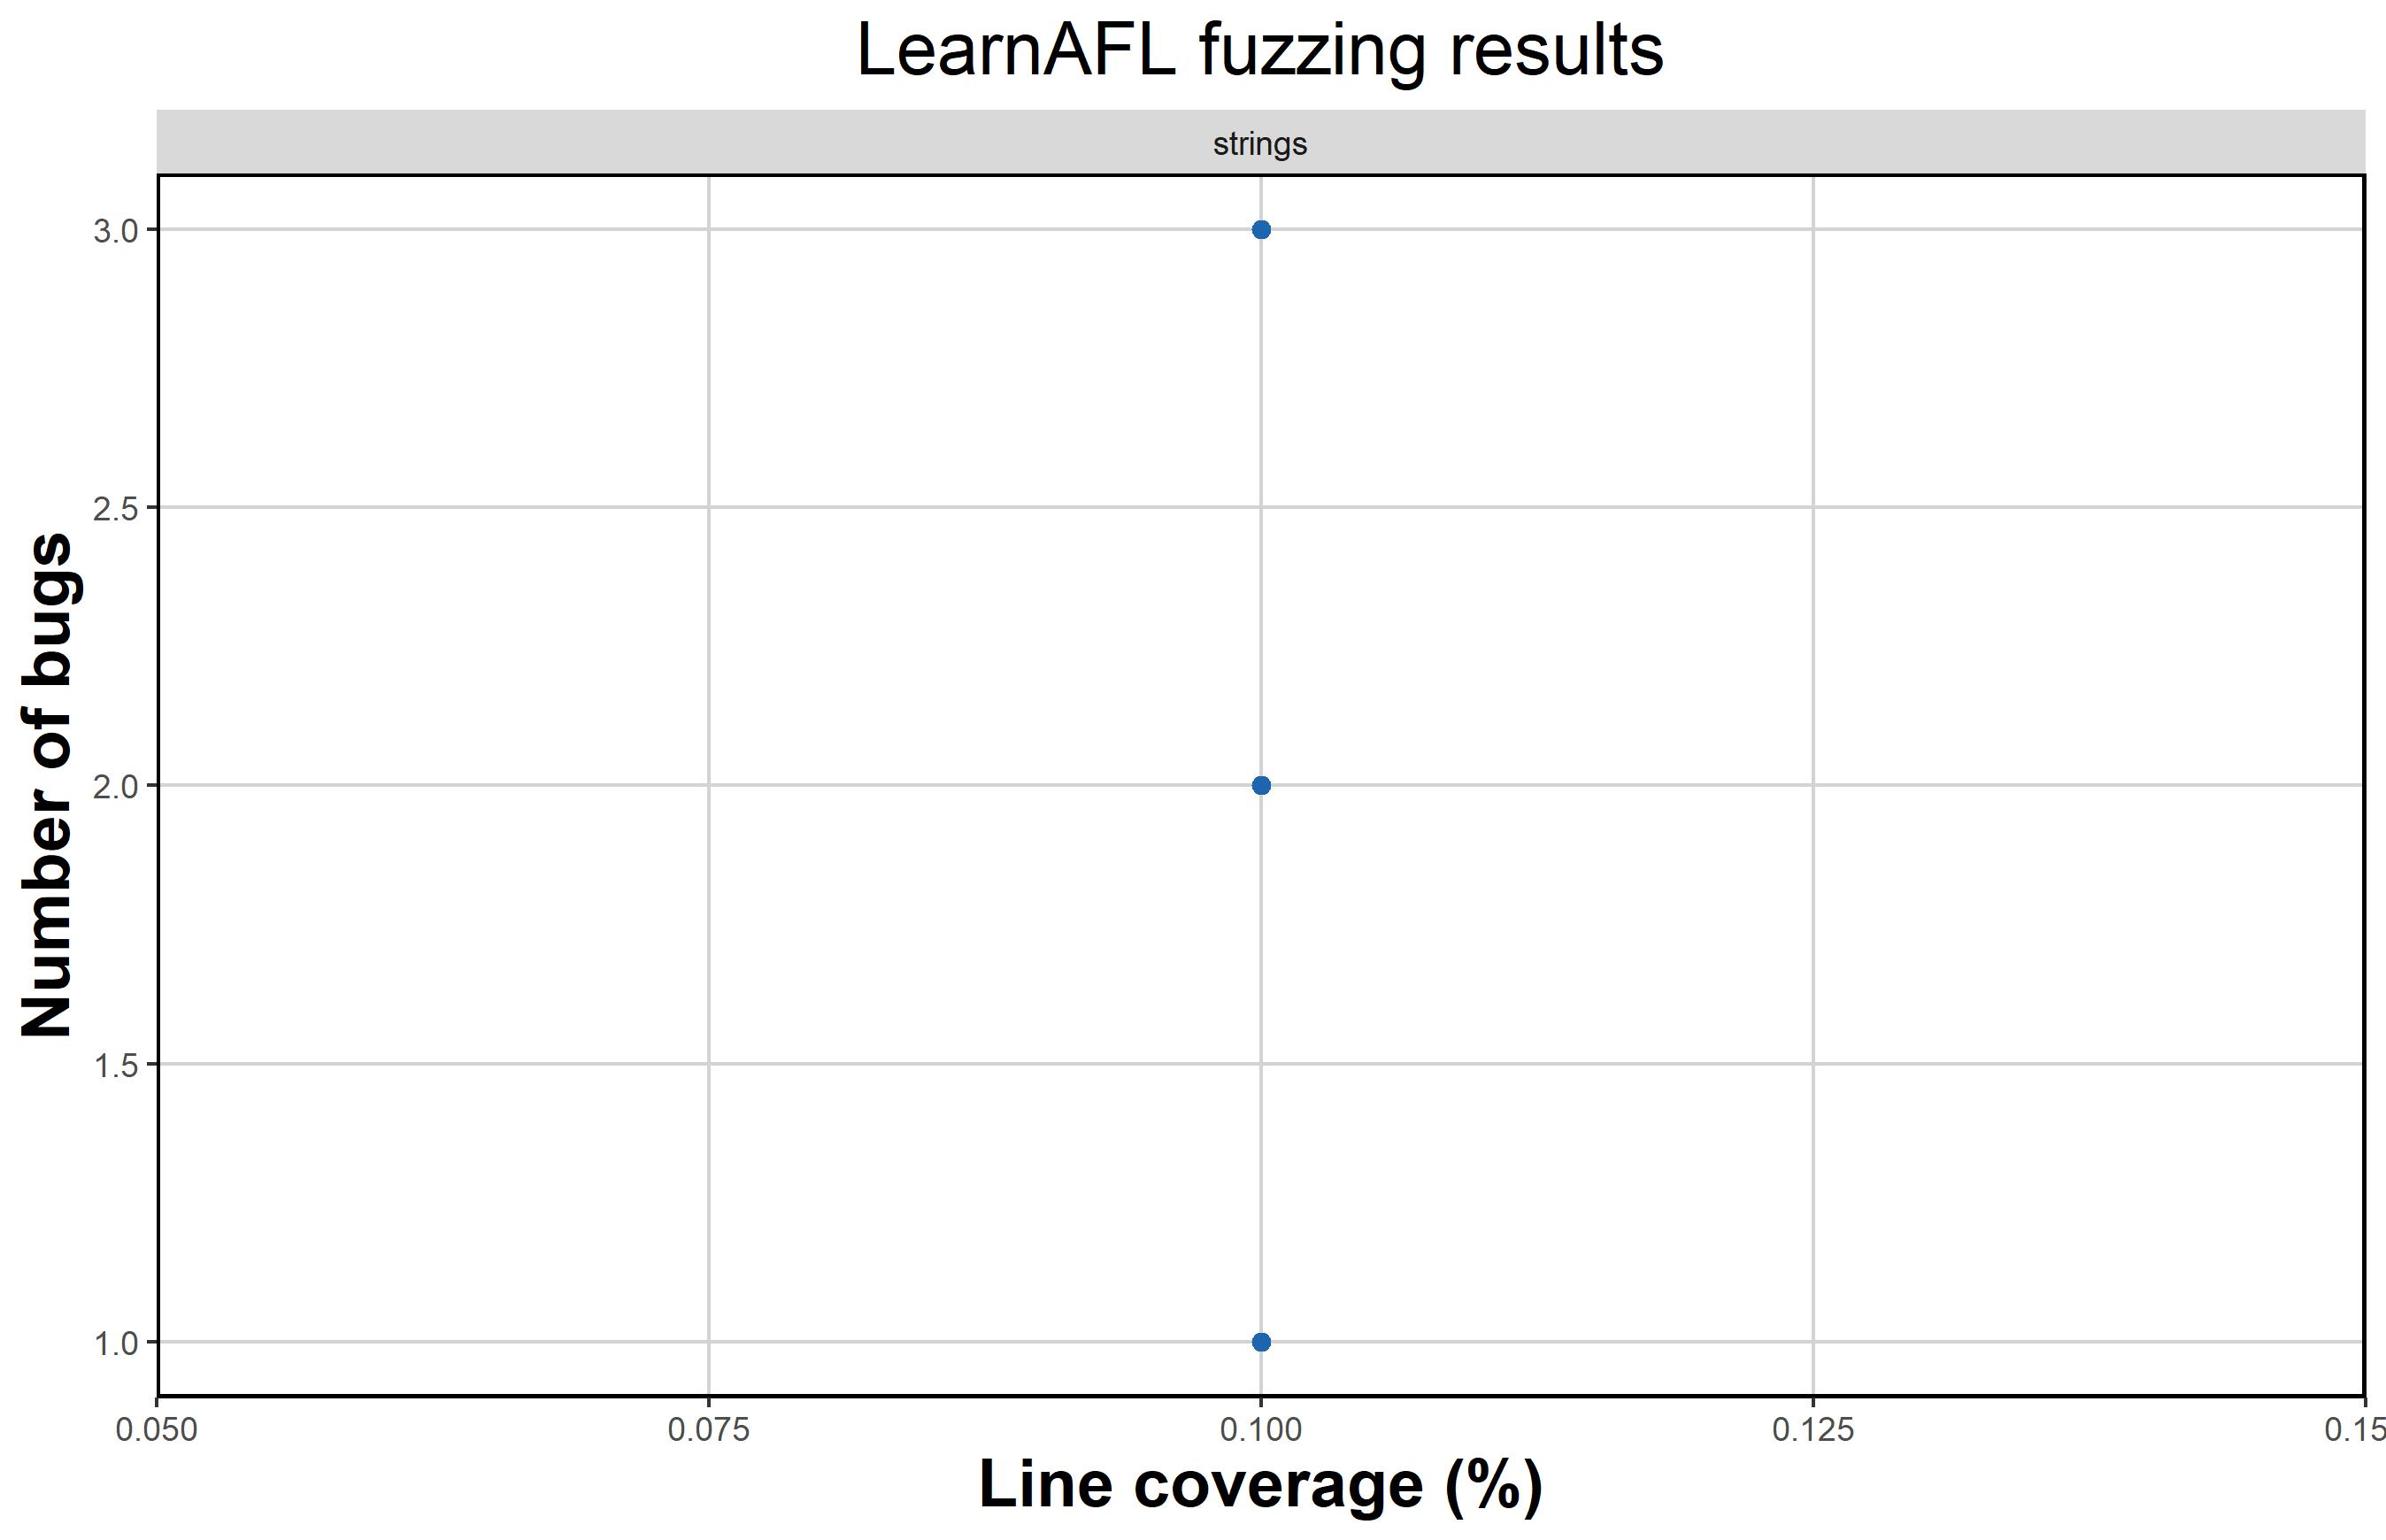 LearnAFL fuzzing results
strings
3.0
2.5
2.0
1.5
1.0
Number of bugs
0.050 0.075 0.100 0.125 0.15
Line coverage (%)